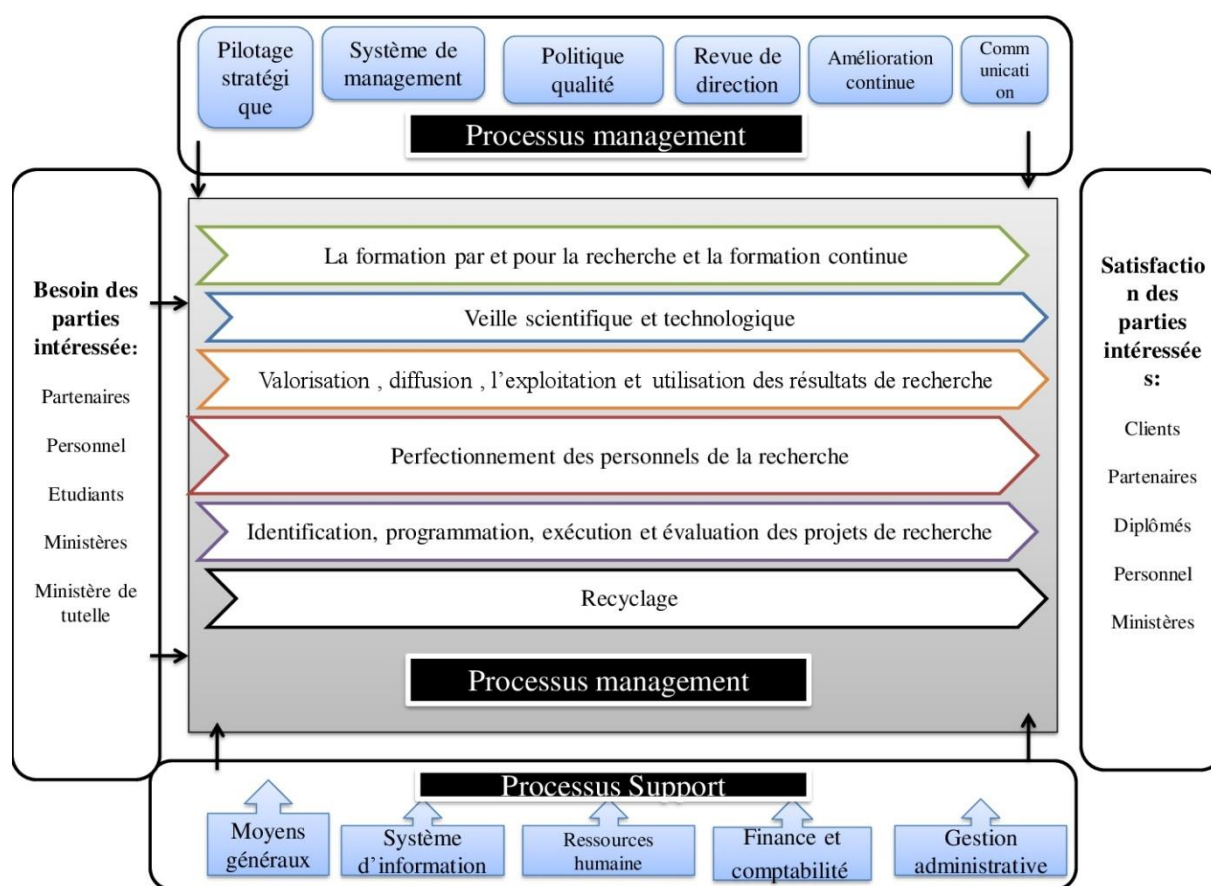 Pilotage
stratégi
que
Système de
management
Politique
qualité
Revue de
direction
Amélioration
continue
Comm
unicati
on
Processus management
Besoin des
parties
intéressée:
Partenaires
Personnel
Etudiants
Ministères
Ministère de
tutelle
La formation par et pour la recherche et la formation continue
Veille scientifique et technologique
Valorisation , diffusion , l’exploitation et utilisation des résultats de recherche
Perfectionnement des personnels de la recherche
Identification, programmation, exécution et évaluation des projets de recherche
Recyclage
Processus management
Satisfactio
n des
parties
intéressée
s:
Clients
Partenaires
Diplômés
Personnel
Ministères
Processus Support
Moyens
généraux
Système
d’information
Ressources
humaine
Finance et
comptabilité
Gestion
administrative